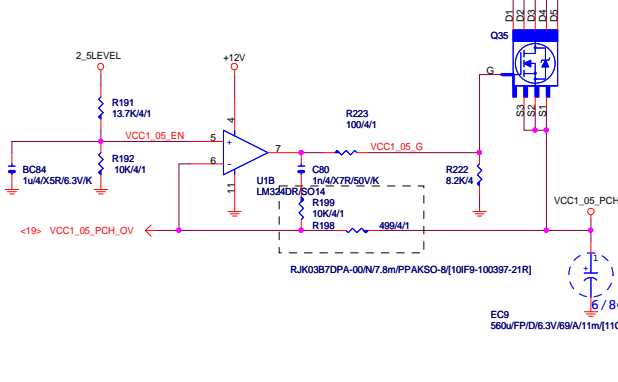 D1 D2 D3 D4 D5
Q35
2_5LEVEL
+12V
G
S3 S2 S1
R191
13.7K/4/1
R223
100/4/1
4
VCC1_05_EN
5
+
7
VCC1_05_G
6
-
BC84
1u/4/X5R/6.3V/K
R192
10K/4/1
C80
1n/4/X7R/50V/K
R222
8.2K/4
11
U1B
LM324DR/SO14
VCC1_05_PCH
R199
10K/4/1
<19> VCC1_05_PCH_OV
R198
499/4/1
1
+
RJK03B7DPA-00/N/7.8m/PPAKSO-8/[10IF9-100397-21R]
6/8
EC9
560u/FP/D/6.3V/69/A/11m/[110